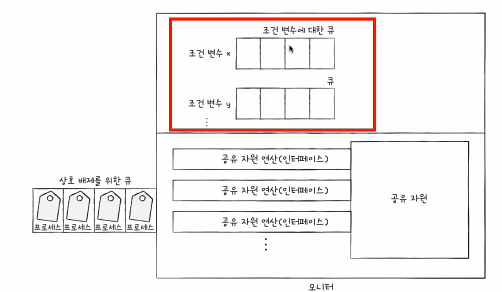 조건 변수에 대한 큐
조건 변수 x
큐
조건 변수 y
상호 배제를 위한 큐
프로세스 프로세스 프로세스 프로세스
공유 자원 연산(인터페이스)
공유 자원 연산(인터페이스)
공유 자원 연산(인터페이스)
공유 자원
모니터